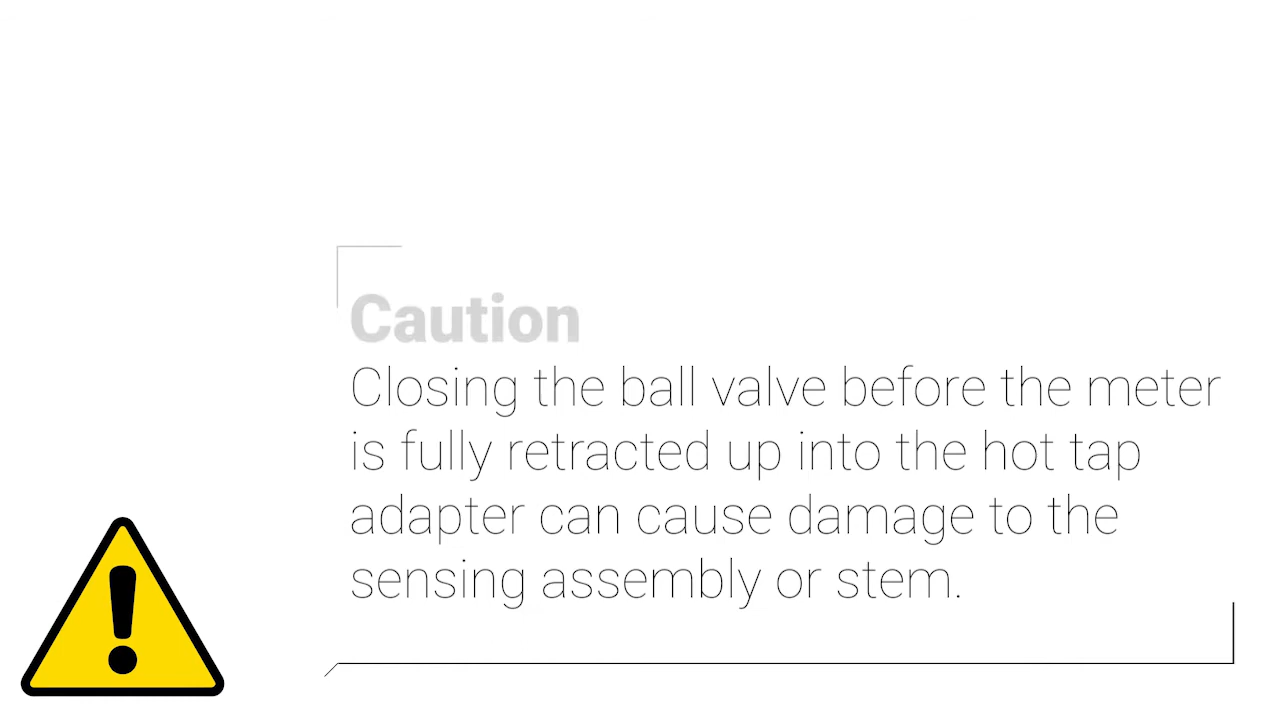 Caution
Closing the ball valve before the meter
is fully retracted up into the hot tap
adapter can cause damage to the
sensing assembly or stem.